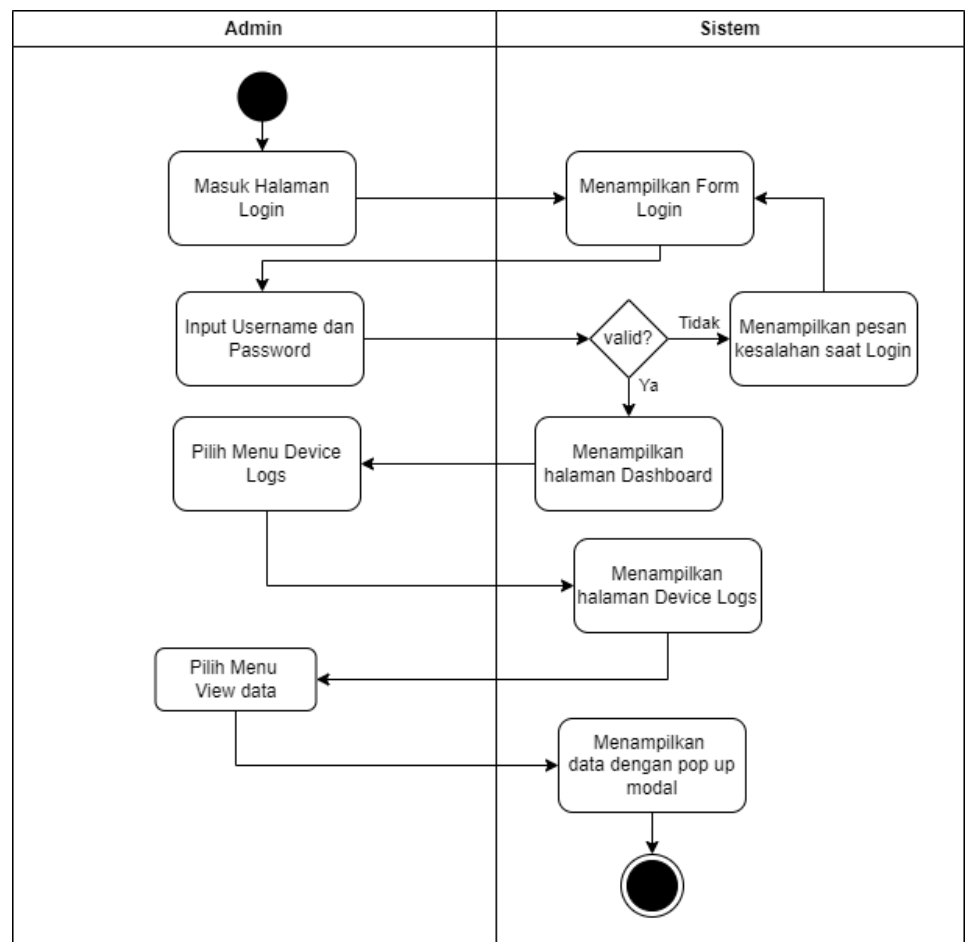 Admin
Sistem
Masuk Halaman
Login
Menampilkan Form
Login
Input Username dan
Password
valid?
Tidak
Menampilkan pesan
kesalahan saat Login
Ya
Pilih Menu Device
Logs
Menampilkan
halaman Dashboard
Menampilkan
halaman Device Logs
Pilih Menu
View data
Menampilkan
data dengan pop up
modal